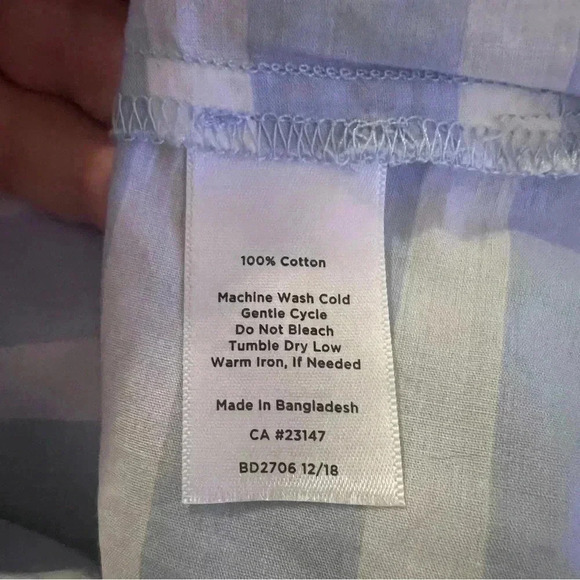 100% Cotton
Machine Wash Cold
Gentle Cycle
Do Not Bleach
Tumble Dry Low
Warm Iron, If Needed
Made In Bangladesh
CA #23147
BD2706 12/18